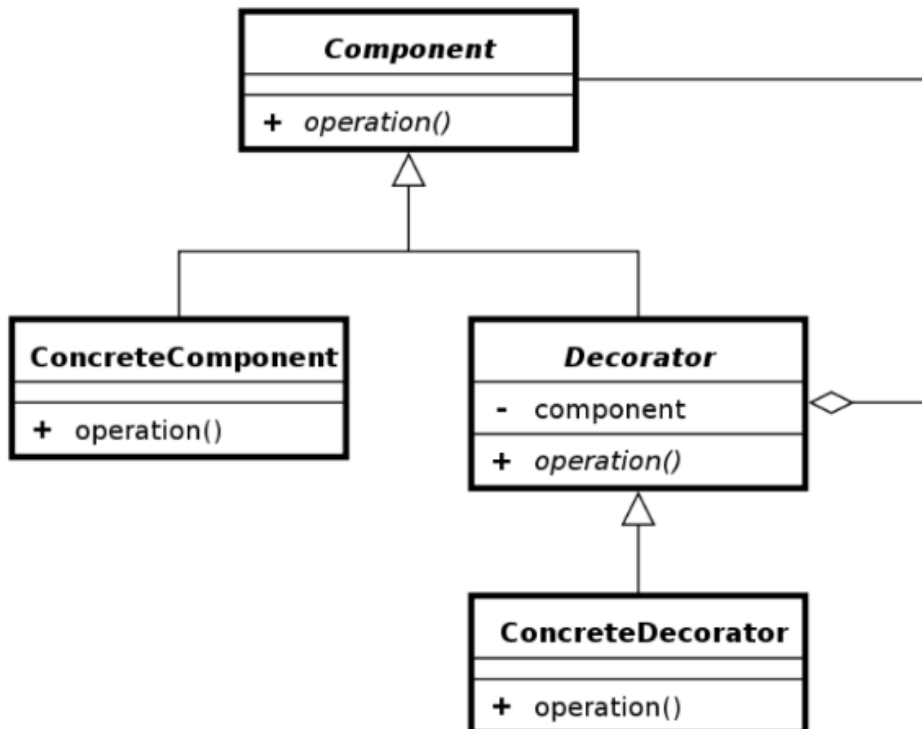 Component
+ operation()
ConcreteComponent
+ operation()
Decorator
- component
+ operation()
ConcreteDecorator
+ operation()